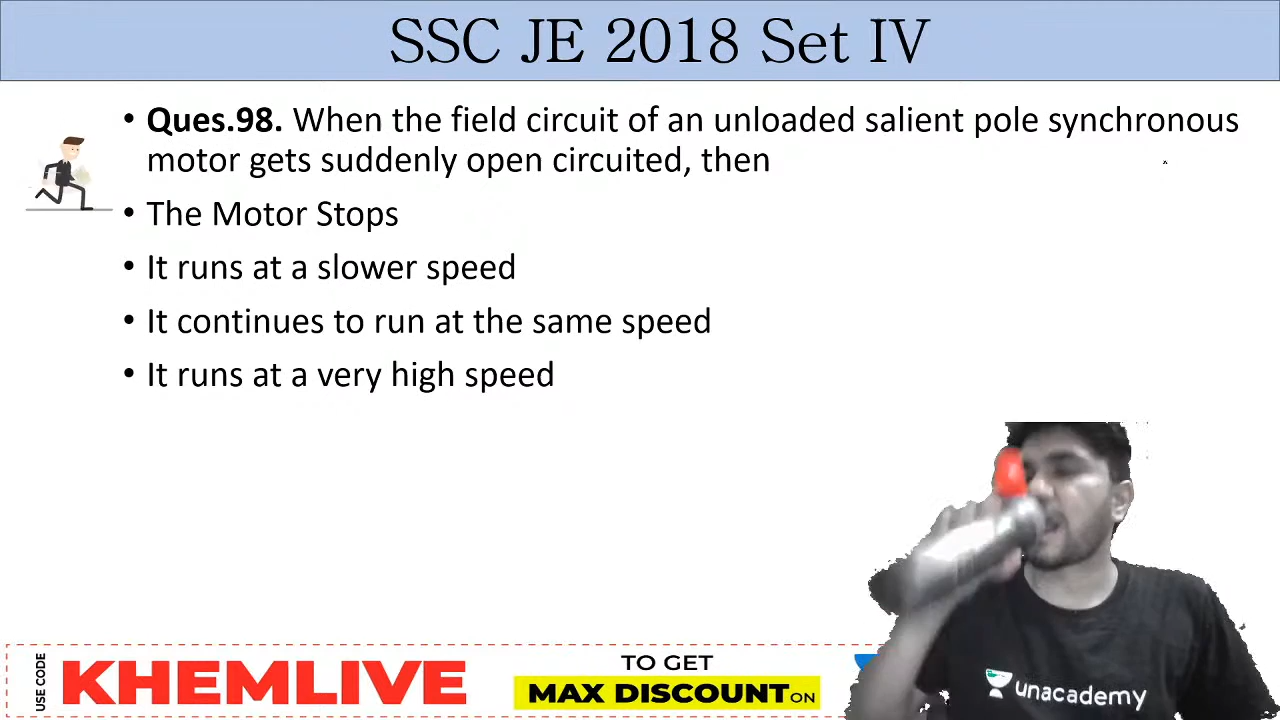 SSC JE 2018 Set IV
• Ques.98. When the field circuit of an unloaded salient pole synchronous
motor gets suddenly open circuited, then
• The Motor Stops
• It runs at a slower speed
• It continues to run at the same speed
• It runs at a very high speed
USE CODE
KHEMLIVE
TO GET
MAX DISCOUNT ON
unacademy